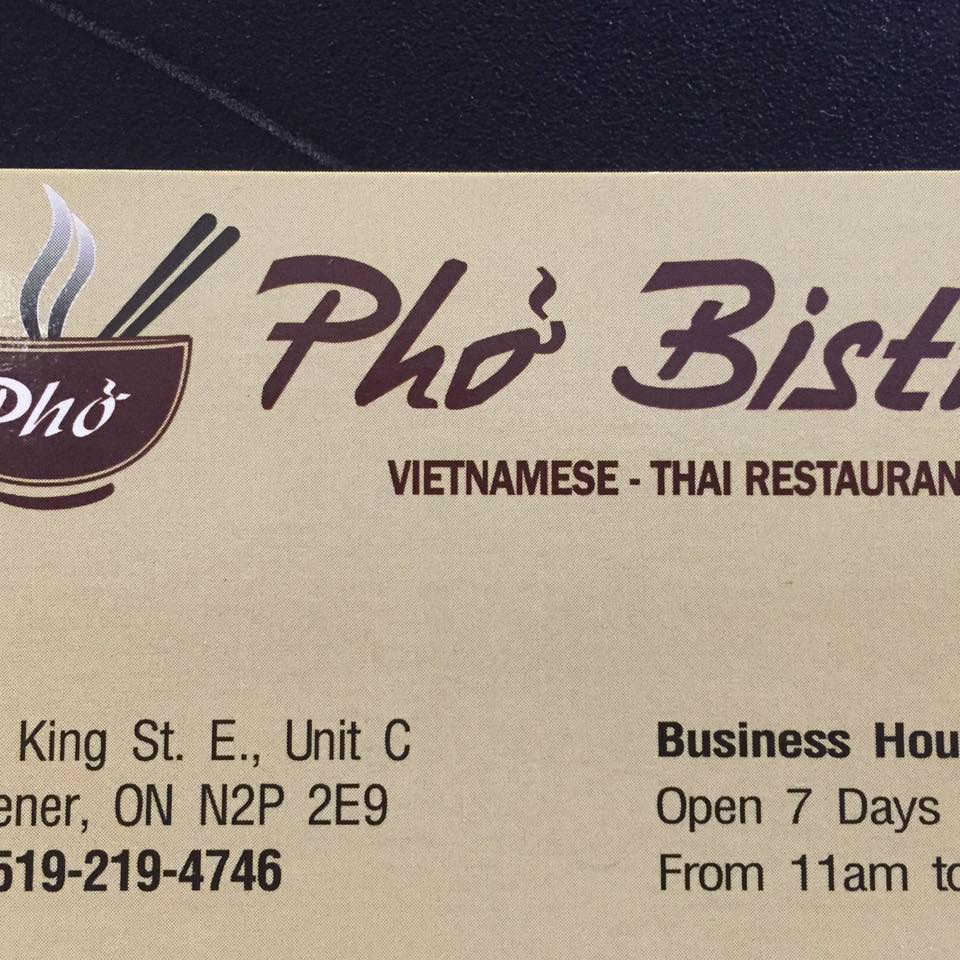 Phở
Phở Bist
VIETNAMESE - THAI RESTAURAN
King St. E., Unit C
ener, ON N2P 2E9
519-219-4746
Business Hou
Open 7 Days
From 11am to